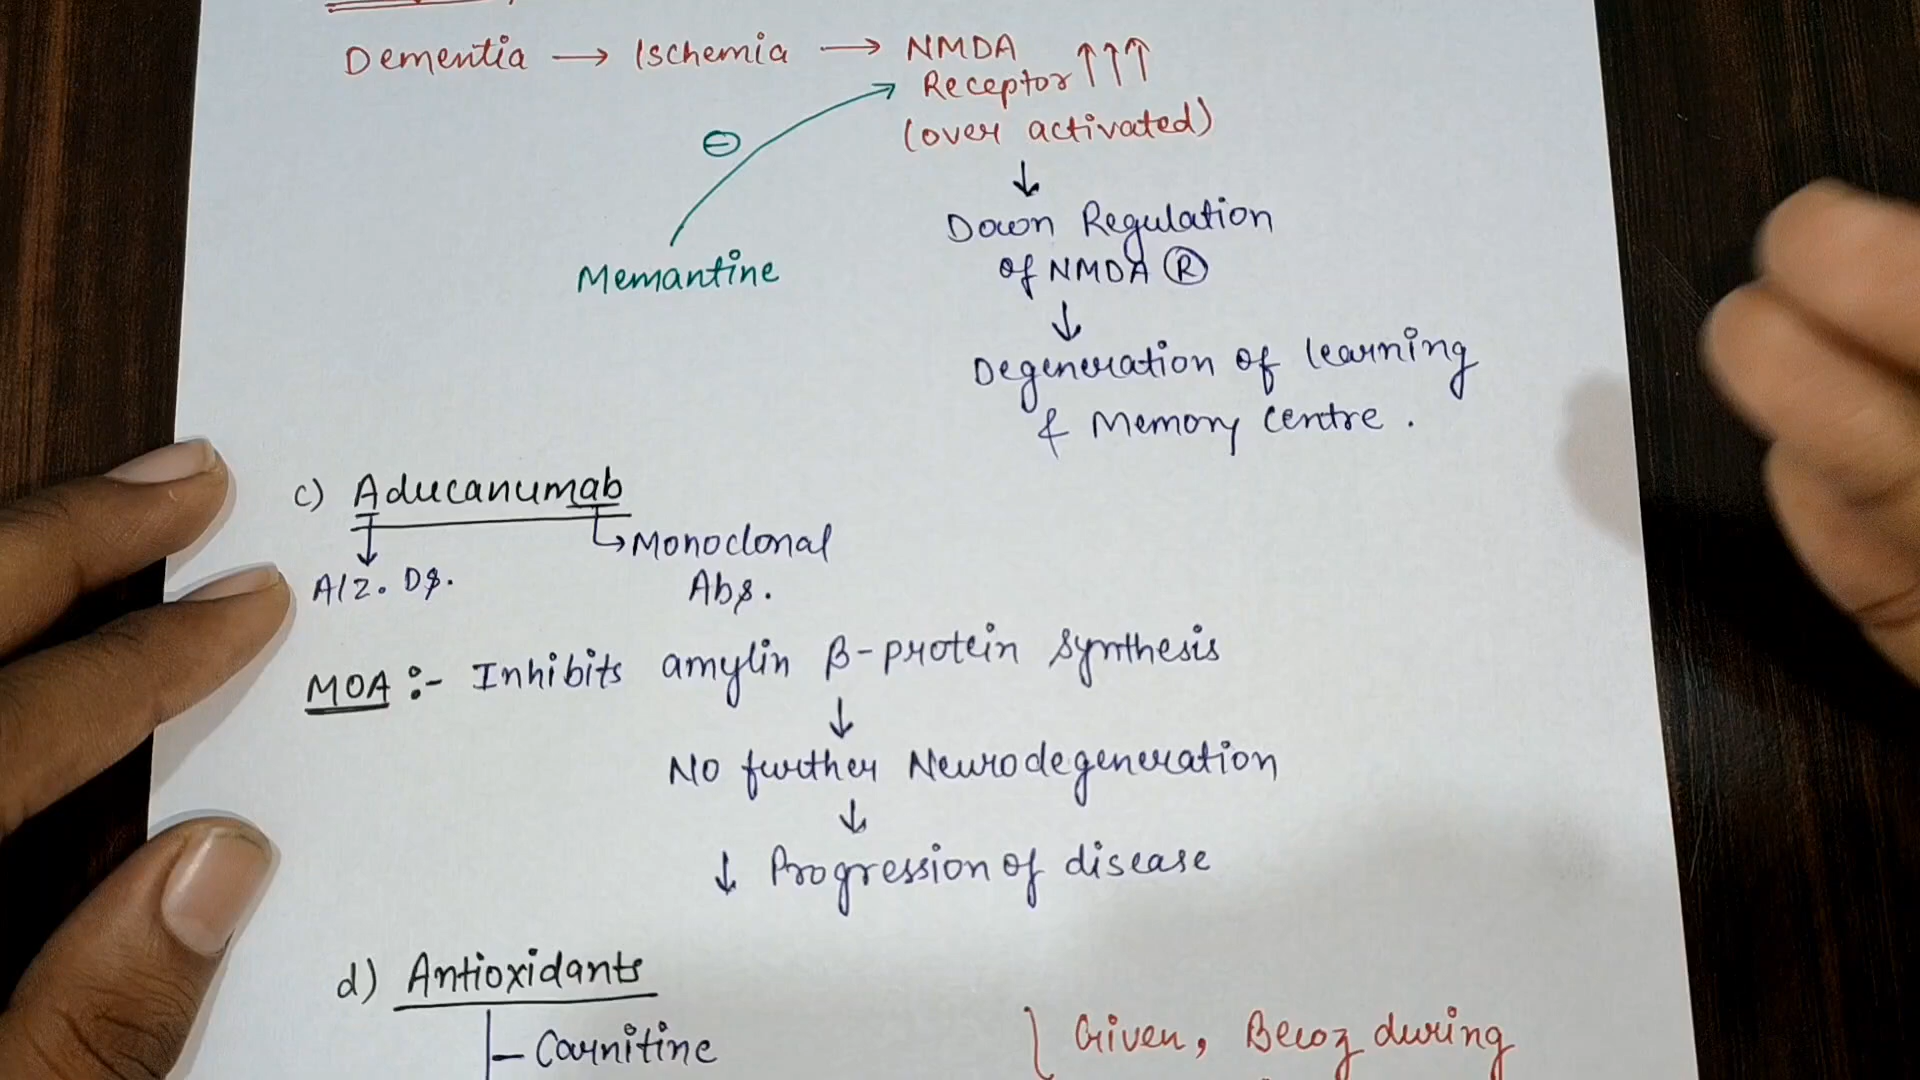 Dementia → Ischemia → NMDA
Receptor ↑↑↑
(over activated)
⊖
↓
Down Regulation
Memantine
of NMDA Ⓡ
↓
Degeneration of learning
& Memory centre .
c) Aducanumab
↳Monoclonal
Alz. Ds.
Abs.
MOA :- Inhibits amylin β-protein synthesis
↓
No further Neurodegeneration
↓
↓ Progression of disease
d) Antioxidants
– Carnitine
Given, Becoz during